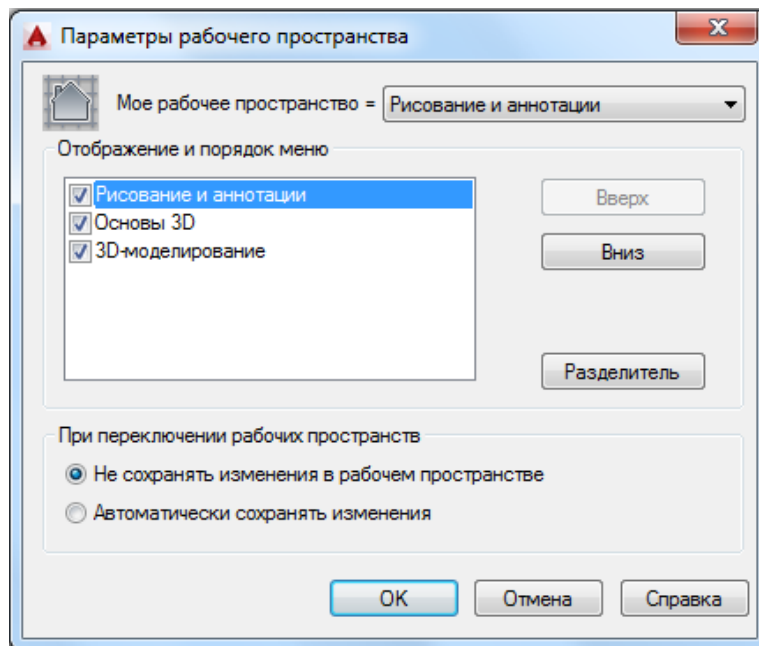 Параметры рабочего пространства
Мое рабочее пространство = Рисование и аннотации
Отображение и порядок меню
Рисование и аннотации
Основы 3D
3D-моделирование
Вверх
Вниз
Разделитель
При переключении рабочих пространств
Не сохранять изменения в рабочем пространстве
Автоматически сохранять изменения
ОК Отмена Справка